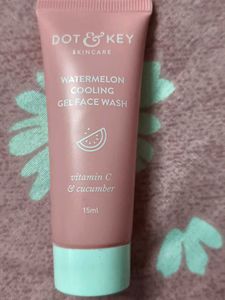 DOT & KEY
SKINCARE
WATERMELON
COOLING
GEL FACE WASH
vitamin C
& cucumber
15ml